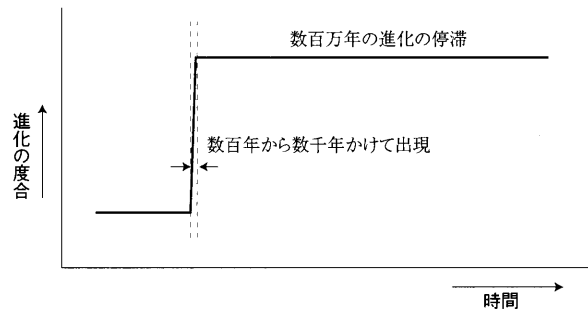 数百万年の進化の停滞
数百年から数千年かけて出現
進化の度合
時間